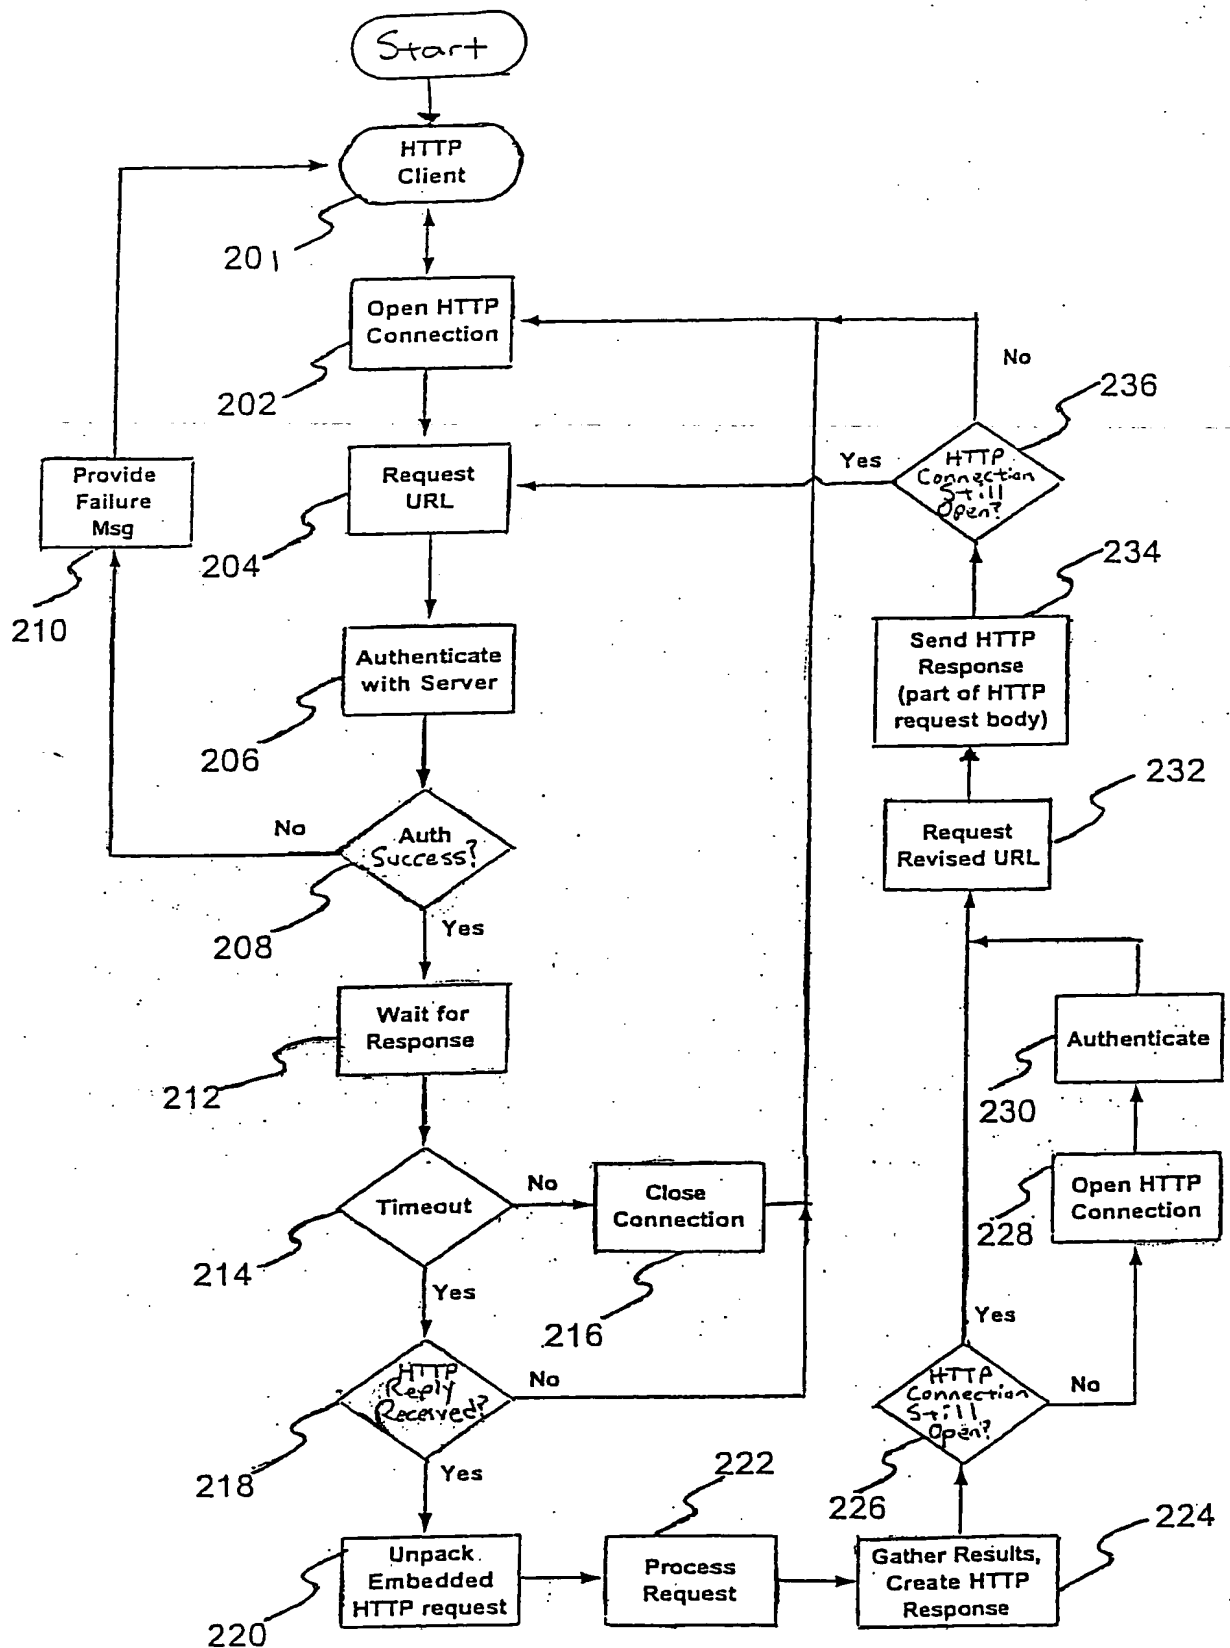 Start
HTTP
Client
201
Open HTTP
Connection
202
No
236
Request
URL
204
Yes
HTTP
Connection
Still
Open?
Provide
Failure
Msg
210
234
Authenticate
with Server
206
Send HTTP
Response
(part of HTTP
request body)
232
Request
Revised URL
No
Auth
Success?
208
Yes
Wait for
Response
212
Authenticate
230
Timeout
No
214
Yes
Close
Connection
216
Open HTTP
Connection
228
Yes
HTTP
Reply
Received?
No
218
Yes
HTTP
Connection
Still
Open?
No
226
222
224
Unpack
Embedded
HTTP request
220
Process
Request
Gather Results,
Create HTTP
Response